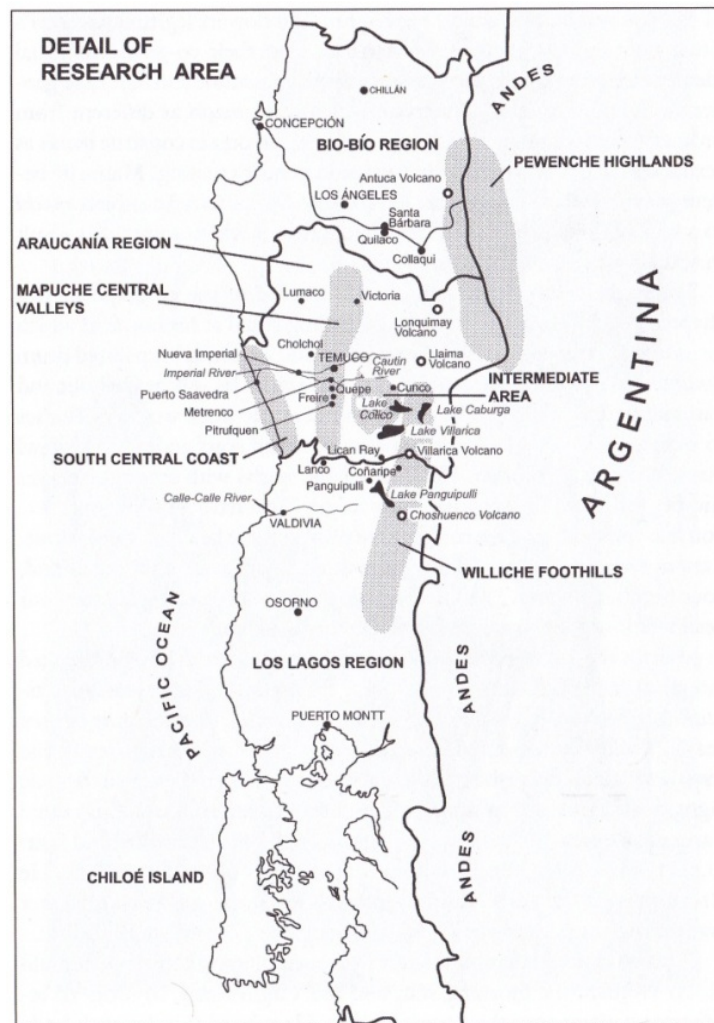 DETAIL OF
RESEARCH AREA
ANDES
CHILLÁN
CONCEPCIÓN
BIO-BÍO REGION
PEWENCHE HIGHLANDS
Antuca Volcano
LOS ÁNGELES
Santa
Bárbara
Quilaco
Collaqui
ARAUCANÍA REGION
MAPUCHE CENTRAL
VALLEYS
Lumaco
Victoria
Lonquimay
Volcano
Cholchol
Nueva Imperial
TEMUCO
Cautín
River
Llaima
Volcano
Imperial River
Puerto Saavedra
Quepe
Cunco
INTERMEDIATE
AREA
Metrenco
Freire
Lake
Colico
Lake Caburga
Pitrufquen
Lake Villarica
SOUTH CENTRAL
COAST
Lican Ray
Villarica Volcano
Lanco
Coñaripe
Panguipulli
Lake Panguipulli
Calle-Calle River
VALDIVIA
Choshuenco Volcano
WILLICHE FOOTHILLS
ARGENTINA
OSORNO
PACIFIC OCEAN
LOS LAGOS REGION
ANDES
PUERTO MONTT
CHILOÉ ISLAND
ANDES